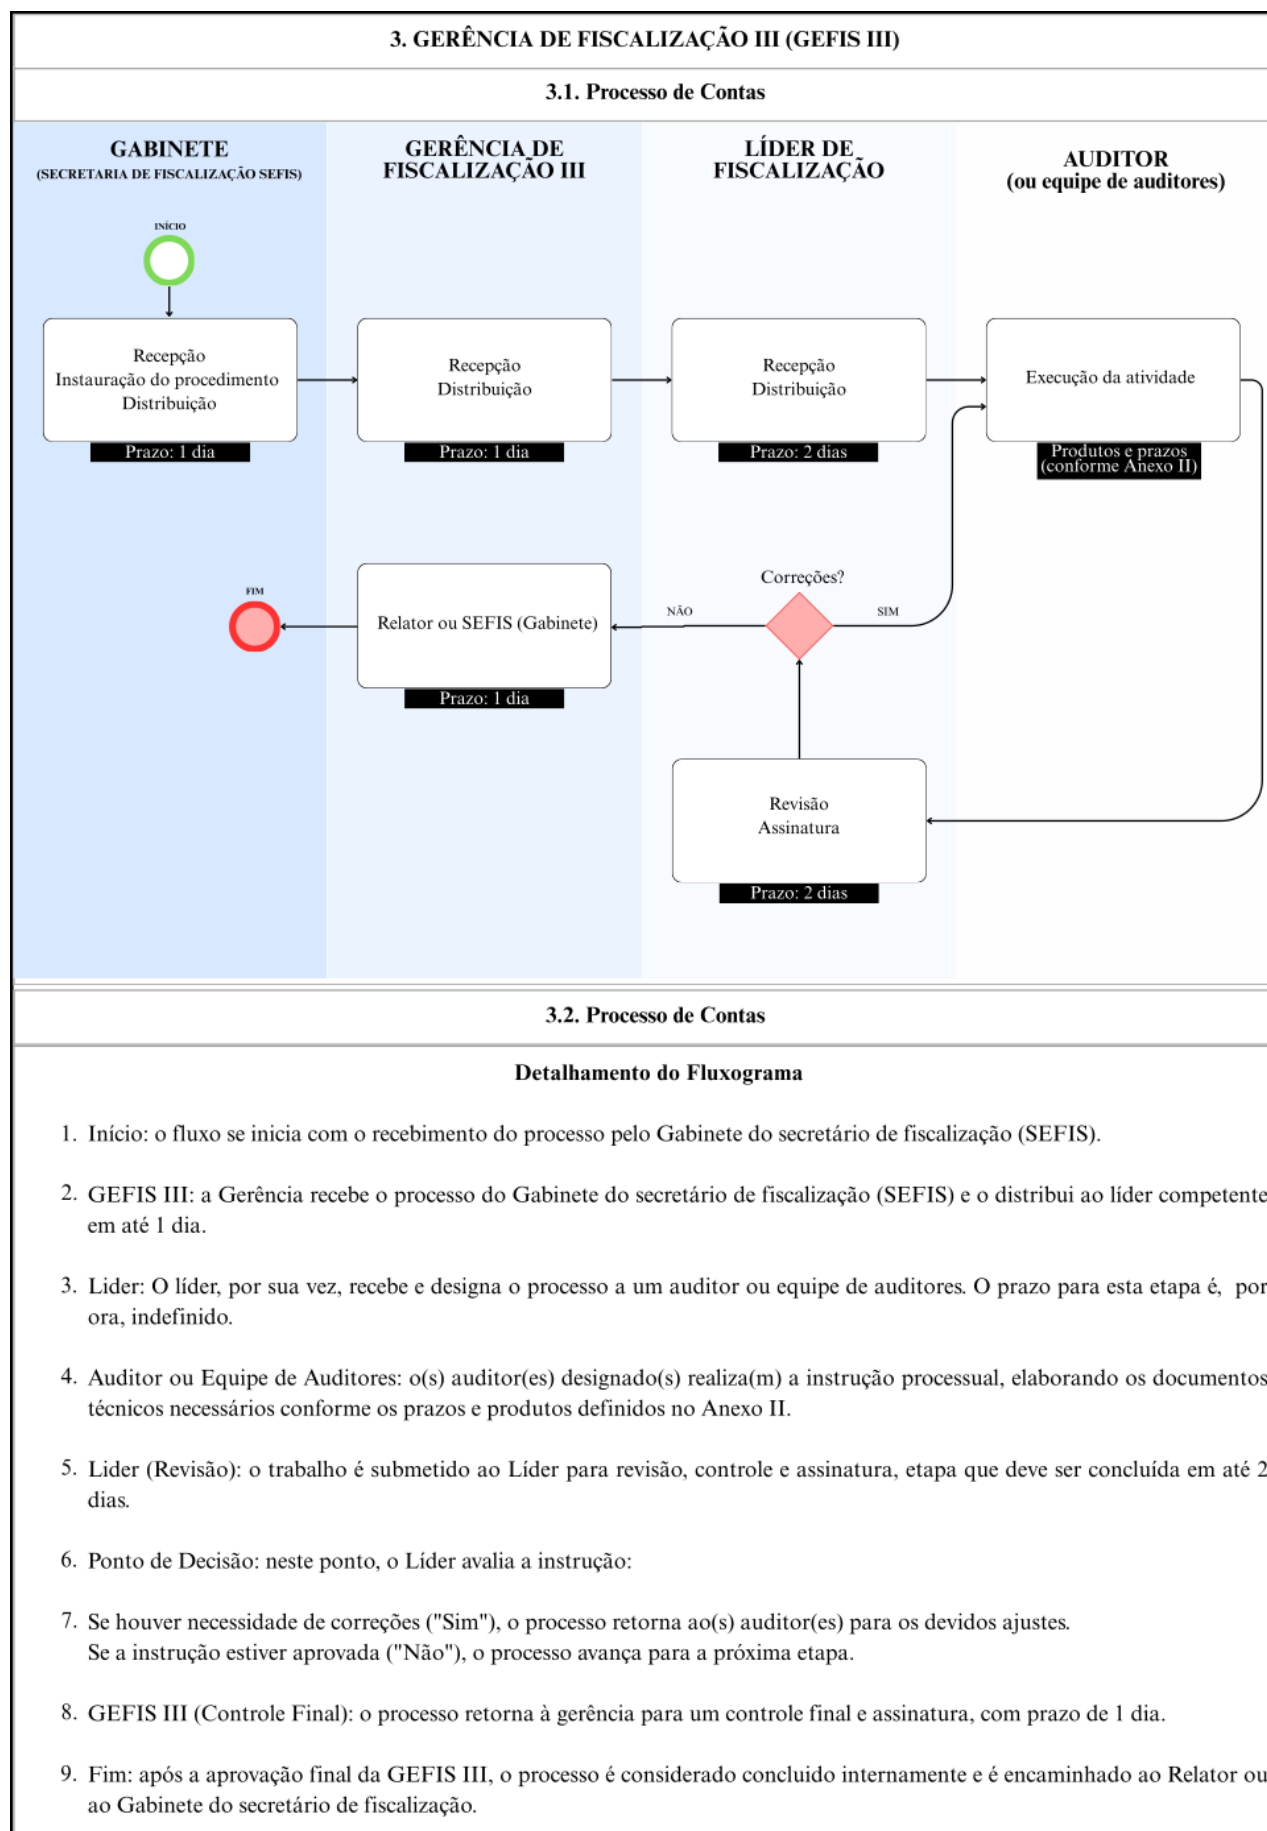 3. GERÊNCIA DE FISCALIZAÇÃO III (GEFIS III)
3.1. Processo de Contas
GABINETE
(SECRETARIA DE FISCALIZAÇÃO SEFIS)
GERÊNCIA DE
FISCALIZAÇÃO III
LÍDER DE
FISCALIZAÇÃO
AUDITOR
(ou equipe de auditores)
INÍCIO
Recepção
Instauração do procedimento
Distribuição
Prazo: 1 dia
Recepção
Distribuição
Prazo: 1 dia
Recepção
Distribuição
Prazo: 2 dias
Execução da atividade
Produtos e prazos
(conforme Anexo II)
FIM
Relator ou SEFIS (Gabinete)
Prazo: 1 dia
NÃO
Correções?
SIM
Revisão
Assinatura
Prazo: 2 dias
3.2. Processo de Contas
Detalhamento do Fluxograma
1. Início: o fluxo se inicia com o recebimento do processo pelo Gabinete do secretário de fiscalização (SEFIS).
2. GEFIS III: a Gerência recebe o processo do Gabinete do secretário de fiscalização (SEFIS) e o distribui ao líder competente
em até 1 dia.
3. Lider: O líder, por sua vez, recebe e designa o processo a um auditor ou equipe de auditores. O prazo para esta etapa é, por
ora, indefinido.
4. Auditor ou Equipe de Auditores: o(s) auditor(es) designado(s) realiza(m) a instrução processual, elaborando os documentos
técnicos necessários conforme os prazos e produtos definidos no Anexo II.
5. Lider (Revisão): o trabalho é submetido ao Líder para revisão, controle e assinatura, etapa que deve ser concluída em até 2
dias.
6. Ponto de Decisão: neste ponto, o Líder avalia a instrução:
7. Se houver necessidade de correções ("Sim"), o processo retorna ao(s) auditor(es) para os devidos ajustes.
Se a instrução estiver aprovada ("Não"), o processo avança para a próxima etapa.
8. GEFIS III (Controle Final): o processo retorna à gerência para um controle final e assinatura, com prazo de 1 dia.
9. Fim: após a aprovação final da GEFIS III, o processo é considerado concluido internamente e é encaminhado ao Relator ou
ao Gabinete do secretário de fiscalização.